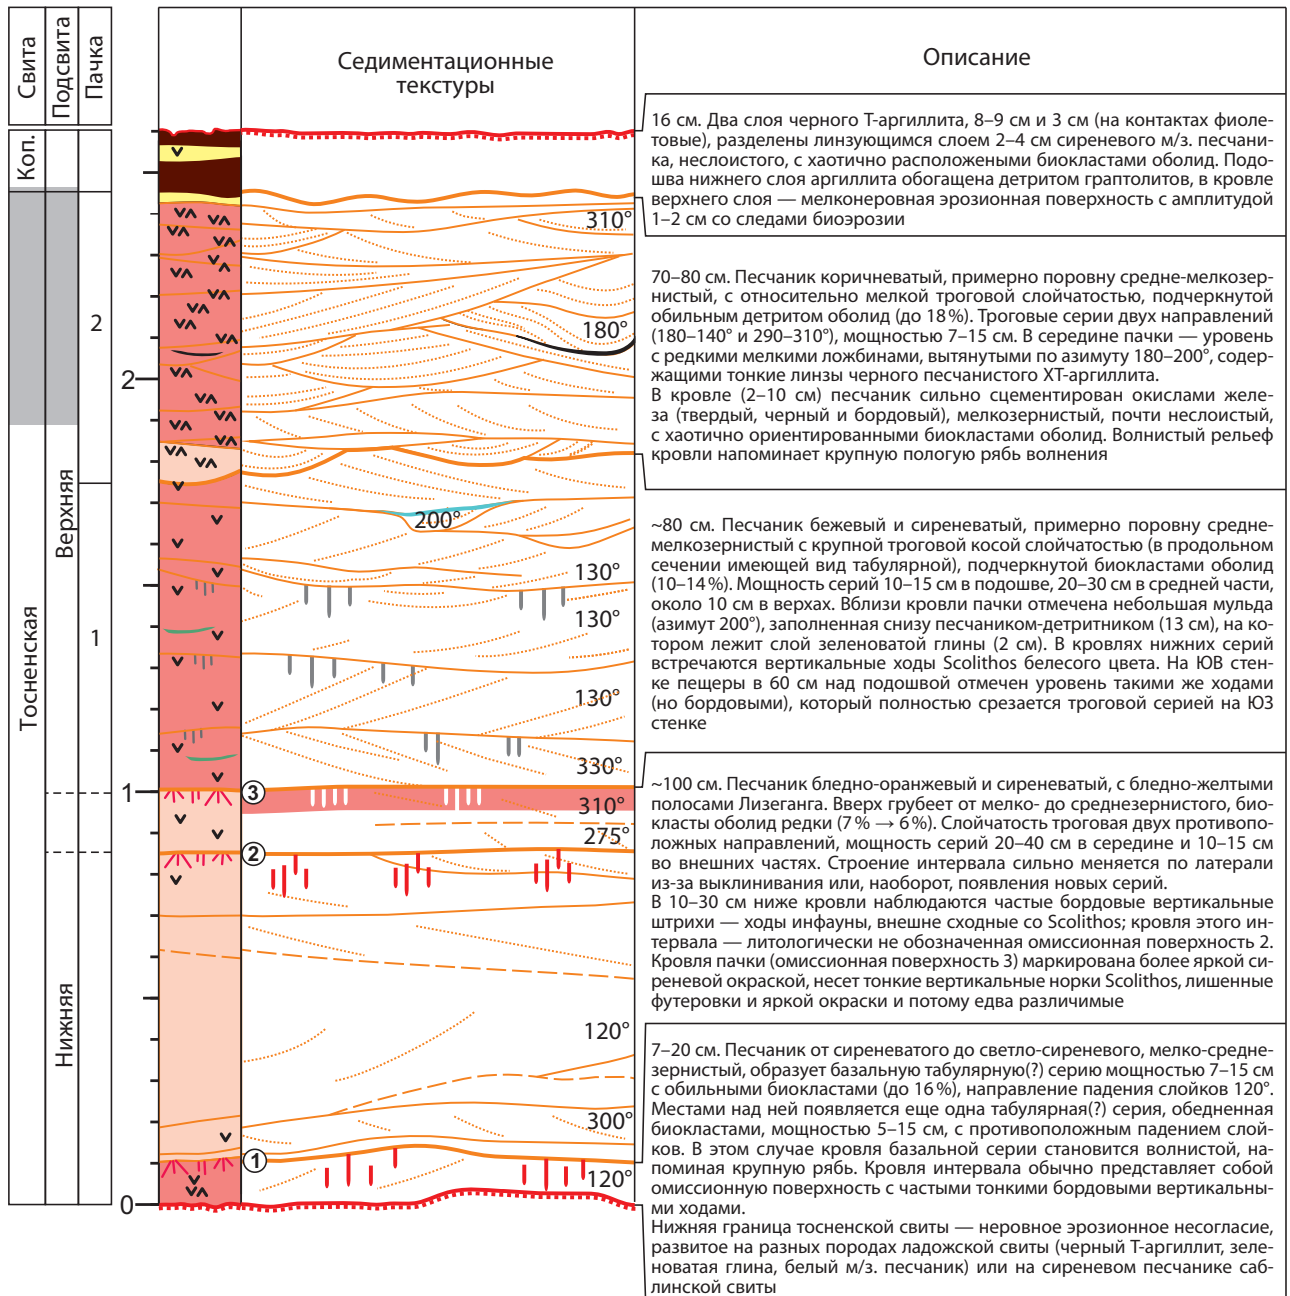 Свита
Подсвита
Пачка
Седиментационные
текстуры
Описание
Коп.
Тосненская
Верхняя
Нижняя
2
1
2
1
0
310°
180°
200°
130°
130°
130°
330°
3
310°
275°
2
120°
300°
1
120°
16 см. Два слоя черного Т-аргиллита, 8–9 см и 3 см (на контактах фиоле-
товые), разделены линзующимся слоем 2–4 см сиреневого м/з. песчани-
ка, неслоистого, с хаотично расположеными биокластами оболид. Подо-
шва нижнего слоя аргиллита обогащена детритом граптолитов, в кровле
верхнего слоя — мелконеровная эрозионная поверхность с амплитудой
1–2 см со следами биоэрозии
70–80 см. Песчаник коричневатый, примерно поровну средне-мелкозер-
нистый, с относительно мелкой троговой слойчатостью, подчеркнутой
обильным детритом оболид (до 18 %). Троговые серии двух направлений
(180–140° и 290–310°), мощностью 7–15 см. В середине пачки — уровень
с редкими мелкими ложбинами, вытянутыми по азимуту 180–200°, содер-
жащими тонкие линзы черного песчанистого ХТ-аргиллита.
В кровле (2–10 см) песчаник сильно сцементирован окислами желе-
за (твердый, черный и бордовый), мелкозернистый, почти неслоистый,
с хаотично ориентированными биокластами оболид. Волнистый рельеф
кровли напоминает крупную пологую рябь волнения
~80 см. Песчаник бежевый и сиреневатый, примерно поровну средне-
мелкозернистый с крупной троговой косой слойчатостью (в продольном
сечении имеющей вид табулярной), подчеркнутой биокластами оболид
(10–14 %). Мощность серий 10–15 см в подошве, 20–30 см в средней части,
около 10 см в верхах. Вблизи кровли пачки отмечена небольшая мульда
(азимут 200°), заполненная снизу песчаником-детритником (13 см), на ко-
тором лежит слой зеленоватой глины (2 см). В кровлях нижних серий
встречаются вертикальные ходы Scolithos белесого цвета. На ЮВ стен-
ке пещеры в 60 см над подошвой отмечен уровень такими же ходами
(но бордовыми), который полностью срезается троговой серией на ЮЗ
стенке
~100 см. Песчаник бледно-оранжевый и сиреневатый, с бледно-желтыми
полосами Лизеганга. Вверх грубеет от мелко- до среднезернистого, био-
класты оболид редки (7 % → 6 %). Слойчатость троговая двух противопо-
ложных направлений, мощность серий 20–40 см в середине и 10–15 см
во внешних частях. Строение интервала сильно меняется по латерали
из-за выклинивания или, наоборот, появления новых серий.
В 10–30 см ниже кровли наблюдаются частые бордовые вертикальные
штрихи — ходы инфауны, внешне сходные со Scolithos; кровля этого ин-
тервала — литологически не обозначенная омиссионная поверхность 2.
Кровля пачки (омиссионная поверхность 3) маркирована более яркой си-
реневой окраской, несет тонкие вертикальные норки Scolithos, лишенные
футеровки и яркой окраски и потому едва различимые
7–20 см. Песчаник от сиреневатого до светло-сиреневого, мелко-средне-
зернистый, образует базальную табулярную(?) серию мощностью 7–15 см
с обильными биокластами (до 16 %), направление падения слойков 120°.
Местами над ней появляется еще одна табулярная(?) серия, обедненная
биокластами, мощностью 5–15 см, с противоположным падением слой-
ков. В этом случае кровля базальной серии становится волнистой, на-
поминая крупную рябь. Кровля интервала обычно представляет собой
омиссионную поверхность с частыми тонкими бордовыми вертикальны-
ми ходами.
Нижняя граница тосненской свиты — неровное эрозионное несогласие,
развитое на разных породах ладожской свиты (черный Т-аргиллит, зеле-
новатая глина, белый м/з. песчаник) или на сиреневом песчанике саб-
линской свиты